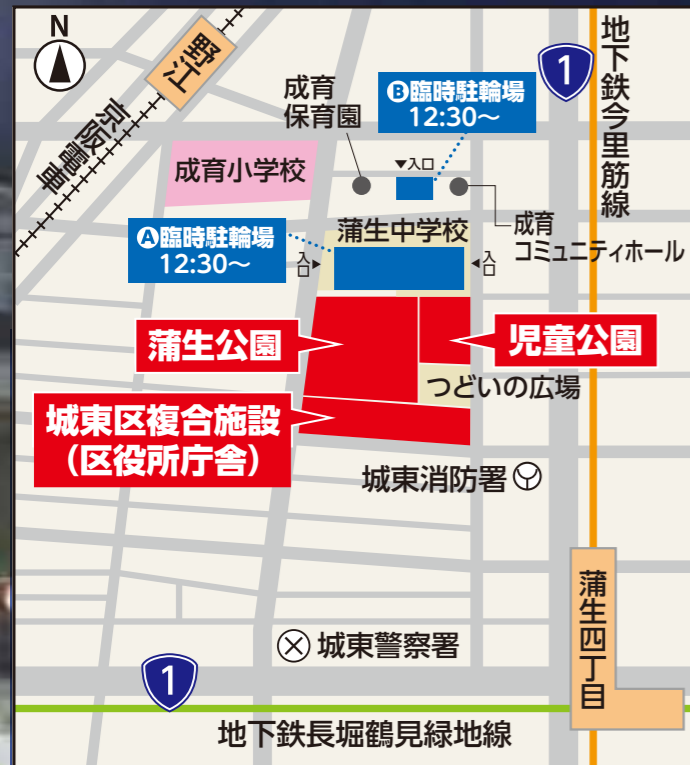 N
野江
京阪電車
1
地下鉄今里筋線
成育
保育園
Ⓑ臨時駐輪場
12:30〜
▼入口
成育小学校
成育
コミュニティホール
Ⓐ臨時駐輪場
12:30〜
蒲生中学校
入口▶
◀入口
蒲生公園
児童公園
つどいの広場
城東区複合施設
（区役所庁舎）
城東消防署
蒲生四丁目
城東警察署
1
地下鉄長堀鶴見緑地線